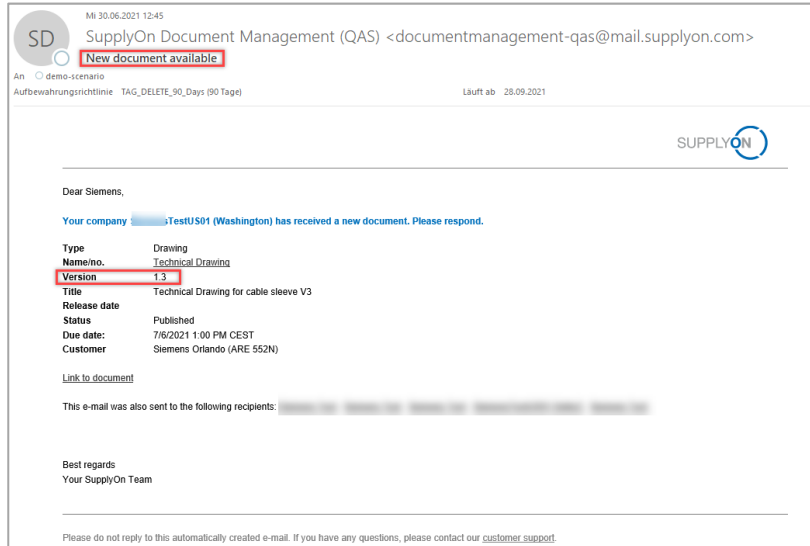 Mi 30.06.2021 12:45
SD
SupplyOn Document Management (QAS) <documentmanagement-qas@mail.supplyon.com>
New document available
An demo-scenario
Aufbewahrungsrichtlinie TAG_DELETE_90_Days (90 Tage) Läuft ab 28.09.2021
SUPPLYON
Dear Siemens,
Your company TestUS01 (Washington) has received a new document. Please respond.
Type Drawing
Name/no. Technical Drawing
Version 1.3
Title Technical Drawing for cable sleeve V3
Release date
Status Published
Due date: 7/6/2021 1:00 PM CEST
Customer Siemens Orlando (ARE 552N)
Link to document
This e-mail was also sent to the following recipients:
Best regards
Your SupplyOn Team
Please do not reply to this automatically created e-mail. If you have any questions, please contact our customer support.